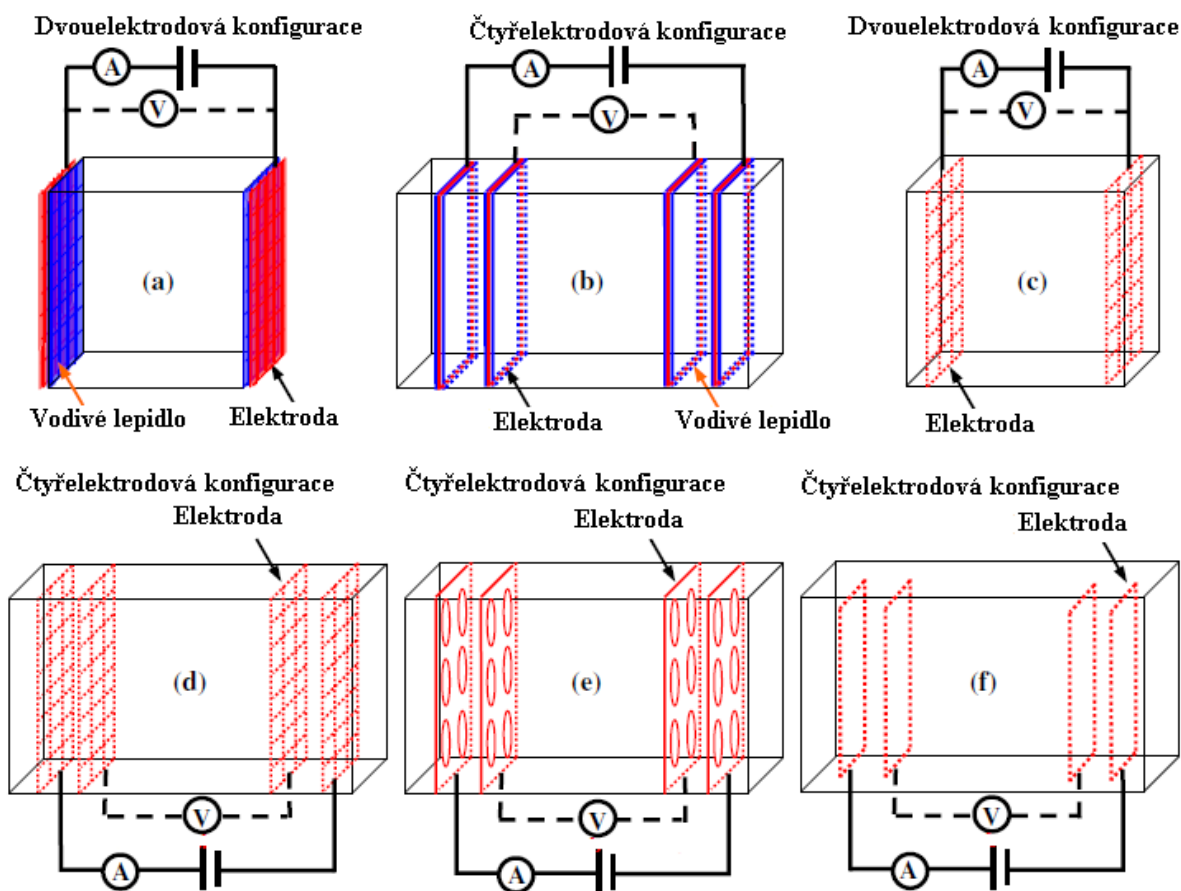 Dvouelektrodová konfigurace
A
V
(a)
Vodivé lepidlo
Elektroda
Čtyřelektrodová konfigurace
A
V
(b)
Elektroda
Vodivé lepidlo
Dvouelektrodová konfigurace
A
V
(c)
Elektroda
Čtyřelektrodová konfigurace
Elektroda
(d)
V
A
Čtyřelektrodová konfigurace
Elektroda
(e)
V
A
Čtyřelektrodová konfigurace
Elektroda
(f)
V
A